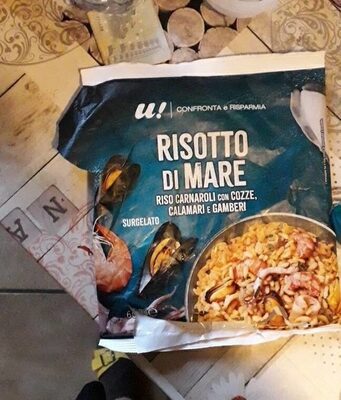 u! CONFRONTA e RISPARMIA
RISOTTO
DI MARE
RISO CARNAROLI CON COZZE,
CALAMARI E GAMBERI
SURGELATO
N
A